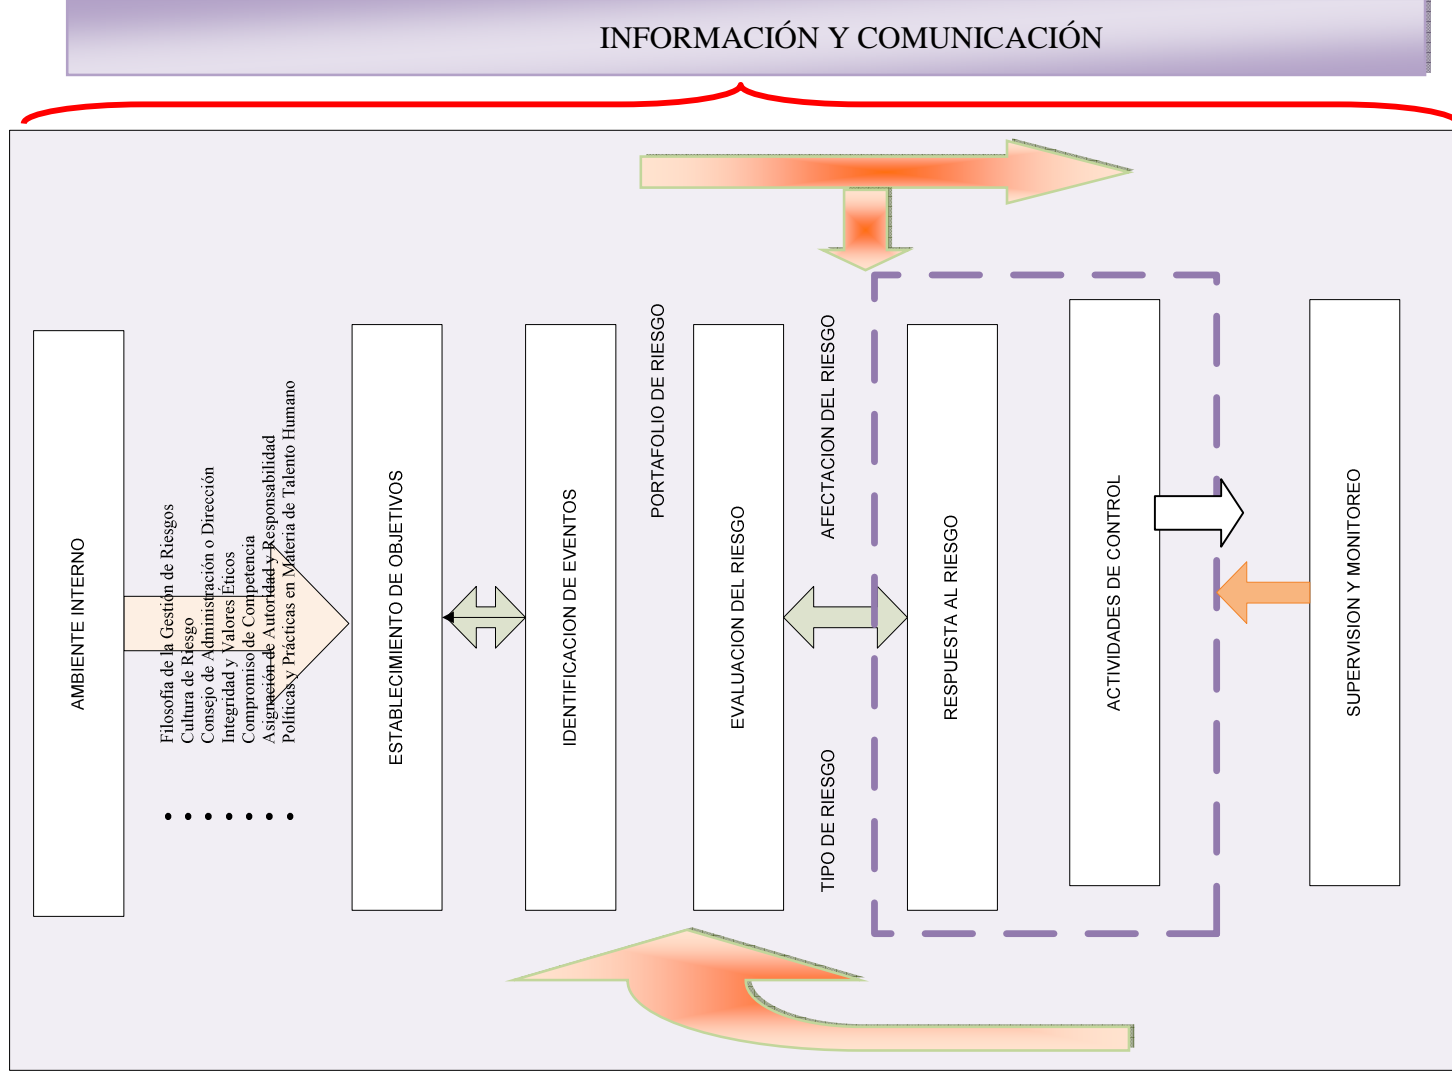 INFORMACIÓN Y COMUNICACIÓN
AMBIENTE INTERNO
• Filosofía de la Gestión de Riesgos
• Cultura de Riesgo
• Consejo de Administración o Dirección
• Integridad y Valores Éticos
• Compromiso de Competencia
• Asignación de Autoridad y Responsabilidad
• Políticas y Prácticas en Materia de Talento Humano
ESTABLECIMIENTO DE OBJETIVOS
IDENTIFICACION DE EVENTOS
PORTAFOLIO DE RIESGO
EVALUACION DEL RIESGO
TIPO DE RIESGO
AFECTACION DEL RIESGO
RESPUESTA AL RIESGO
ACTIVIDADES DE CONTROL
SUPERVISION Y MONITOREO